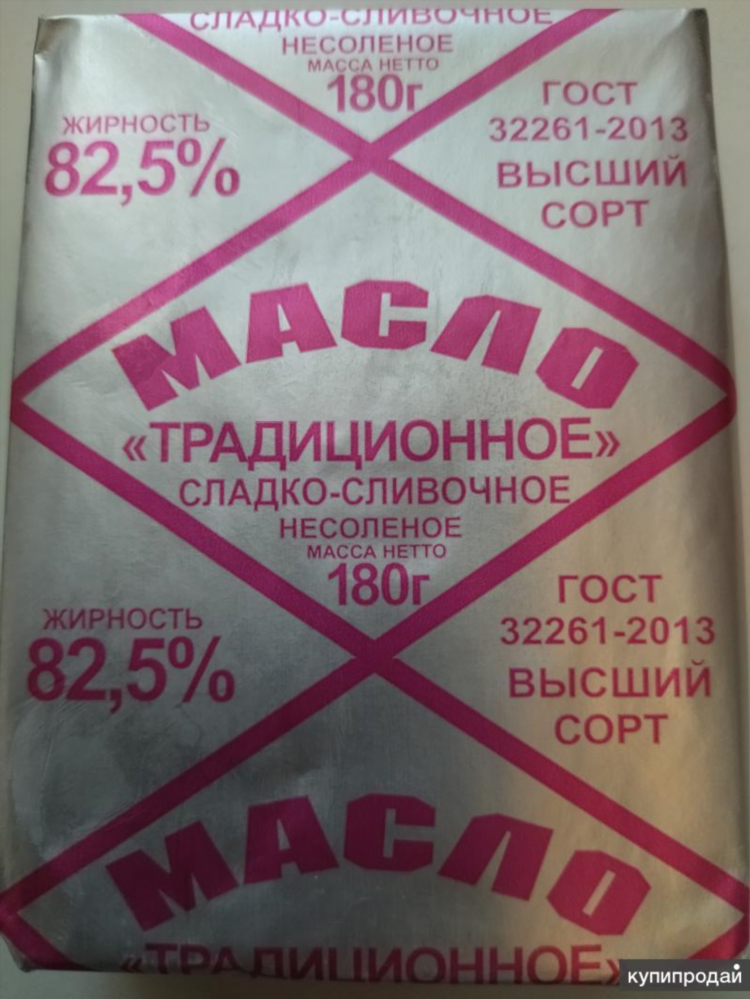 СЛАДКО-СЛИВОЧНОЕ
НЕСОЛЕНОЕ
МАССА НЕТТО
180г
ЖИРНОСТЬ
82,5%
ГОСТ
32261-2013
ВЫСШИЙ
СОРТ
МАСЛО
«ТРАДИЦИОННОЕ»
СЛАДКО-СЛИВОЧНОЕ
НЕСОЛЕНОЕ
МАССА НЕТТО
180г
ЖИРНОСТЬ
82,5%
ГОСТ
32261-2013
ВЫСШИЙ
СОРТ
МАСЛО
«ТРАДИЦИОННОЕ»
купипродай